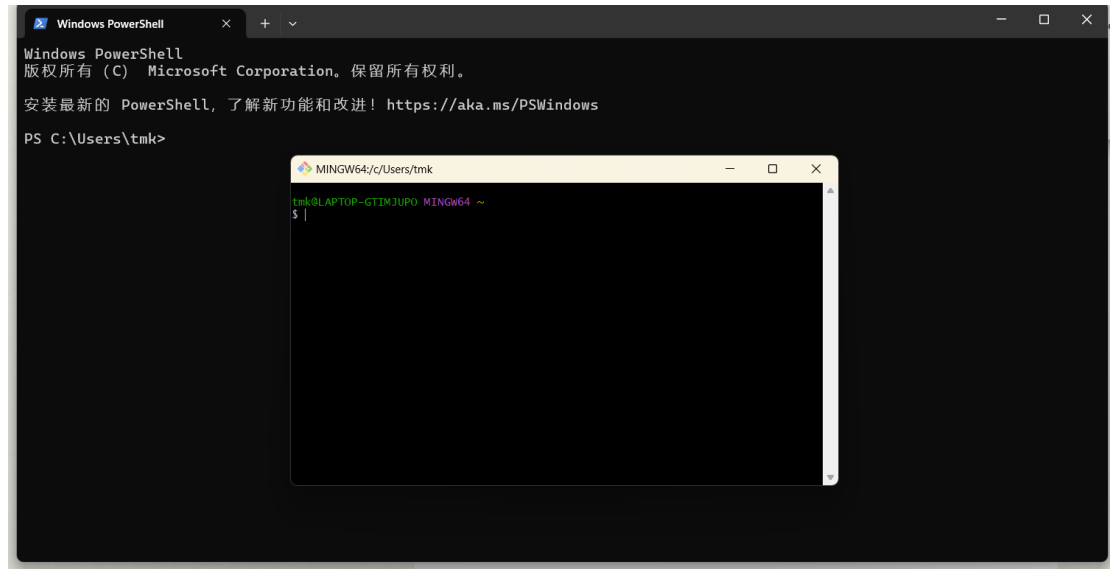 Windows PowerShell
Windows PowerShell
版权所有 (C)  Microsoft Corporation。保留所有权利。
安装最新的 PowerShell，了解新功能和改进！https://aka.ms/PSWindows
PS C:\Users\tmk>
MINGW64:/c/Users/tmk
tmk@LAPTOP-GTIMJUPO MINGW64 ~
$